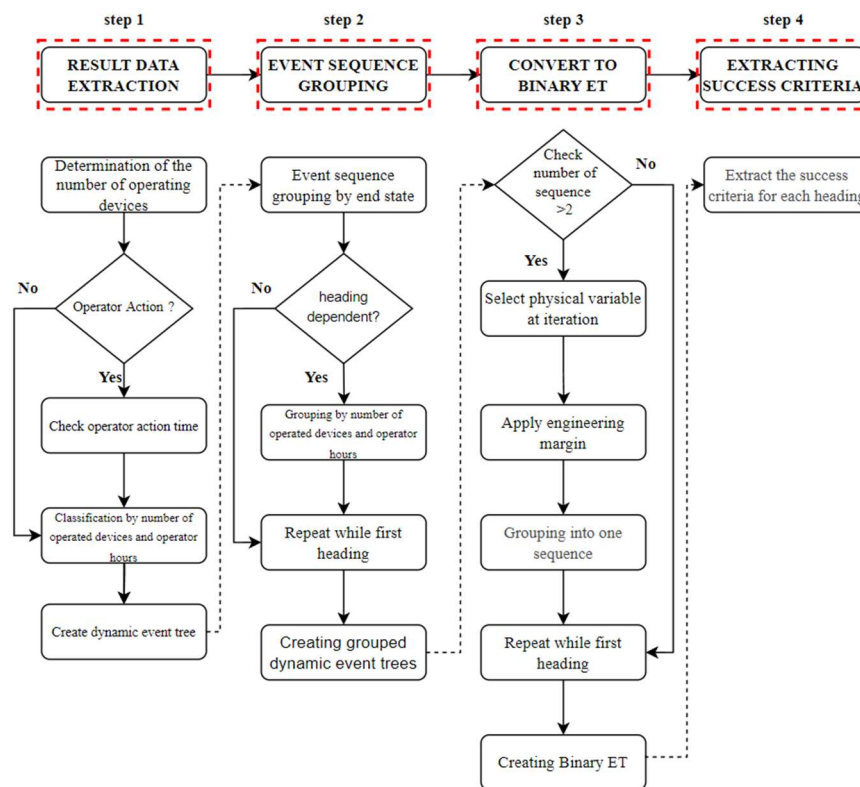 step 1
step 2
step 3
step 4
RESULT DATA
EXTRACTION
EVENT SEQUENCE
GROUPING
CONVERT TO
BINARY ET
EXTRACTING
SUCCESS CRITERIA
Determination of the
number of operating
devices
No
Operator Action ?
Yes
Check operator action time
Classification by number of
operated devices and operator
hours
Create dynamic event tree
Event sequence
grouping by end state
No
heading
dependent?
Yes
Grouping by number of
operated devices and operator
hours
Repeat while first
heading
Creating grouped
dynamic event trees
Check
number of
sequence
>2
No
Yes
Select physical variable
at iteration
Apply engineering
margin
Grouping into one
sequence
Repeat while first
heading
Creating Binary ET
Extract the success
criteria for each heading